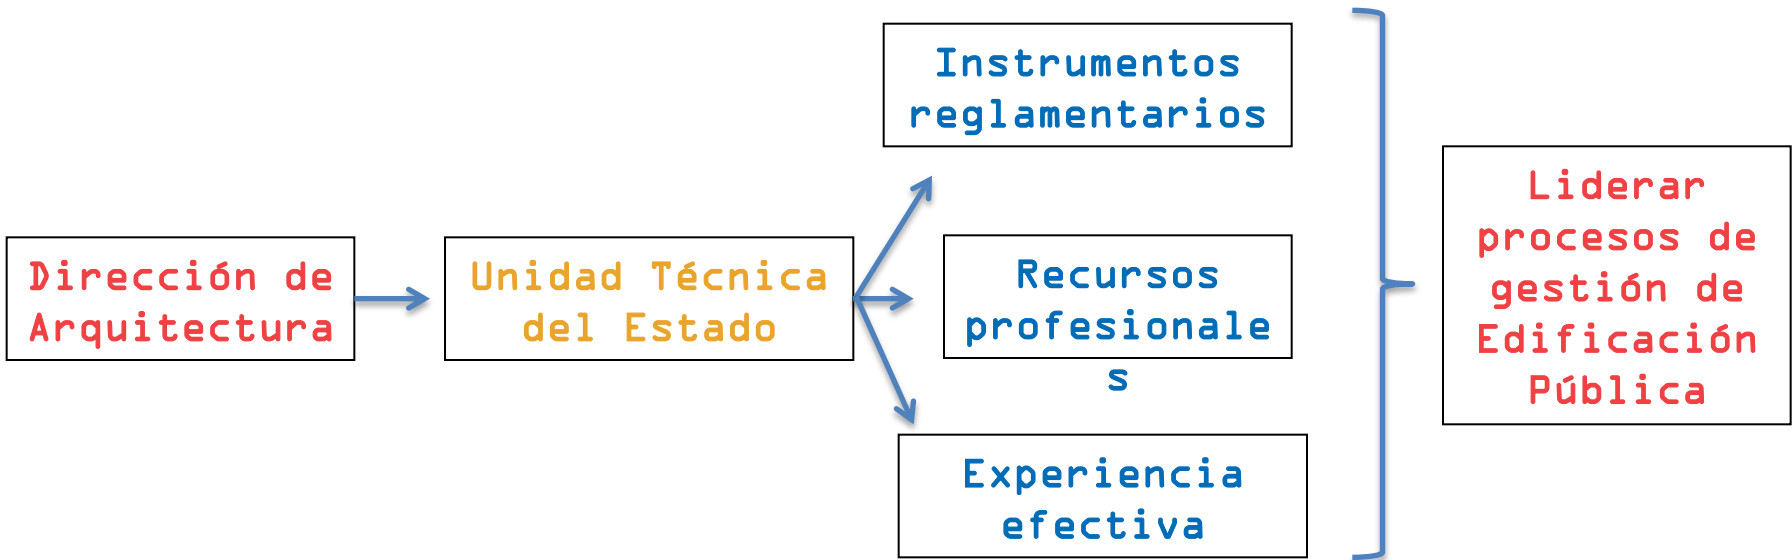 Dirección de
Arquitectura
Unidad Técnica
del Estado
Instrumentos
reglamentarios
Recursos
profesionale
s
Experiencia
efectiva
Liderar
procesos de
gestión de
Edificación
Pública